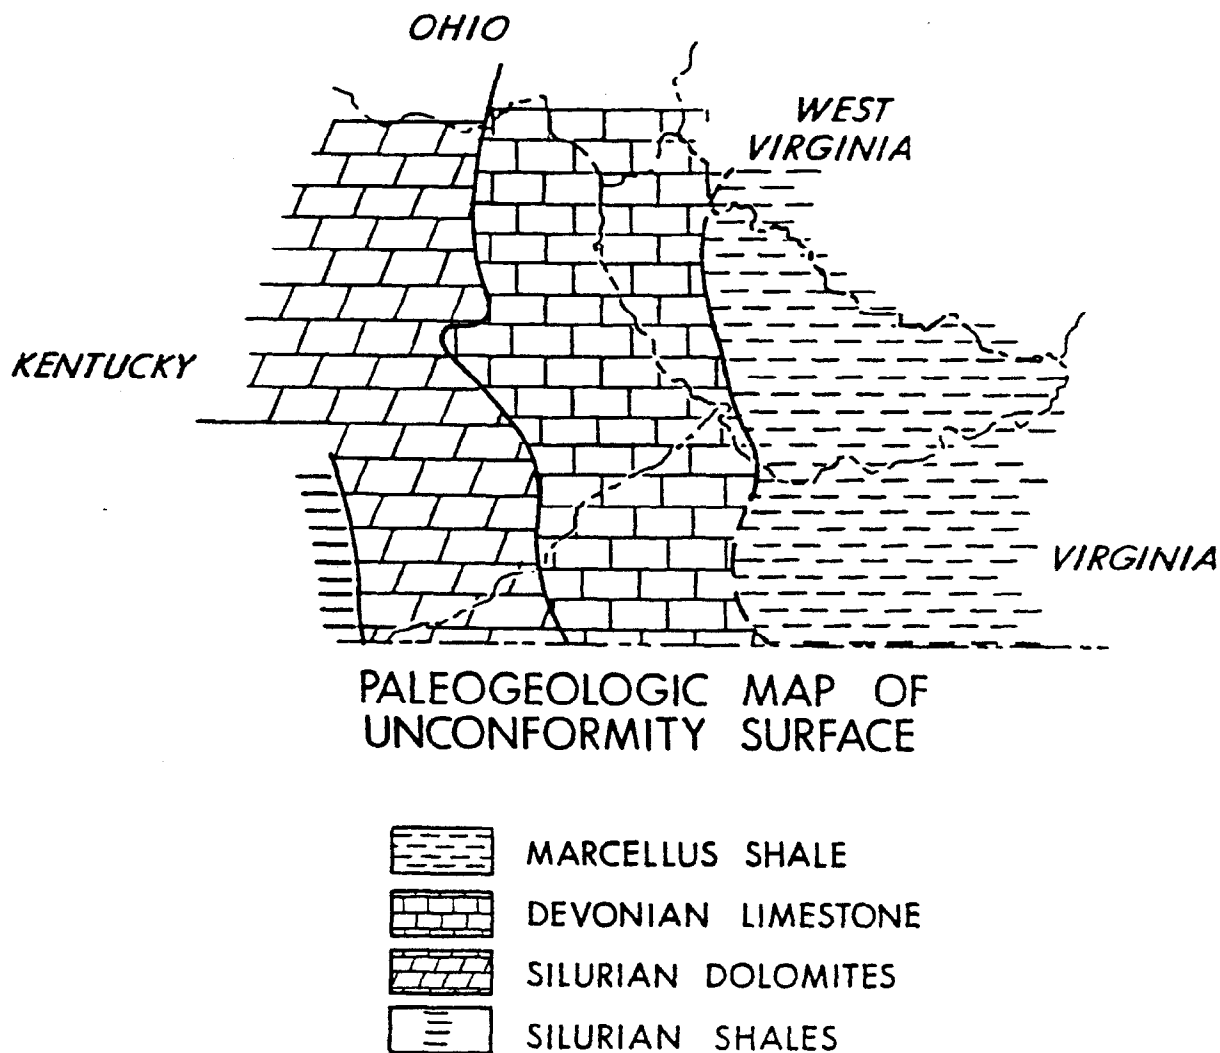 OHIO
WEST
VIRGINIA
KENTUCKY
VIRGINIA
PALEOGEOLOGIC MAP OF
UNCONFORMITY SURFACE
MARCELLUS SHALE
DEVONIAN LIMESTONE
SILURIAN DOLOMITES
SILURIAN SHALES